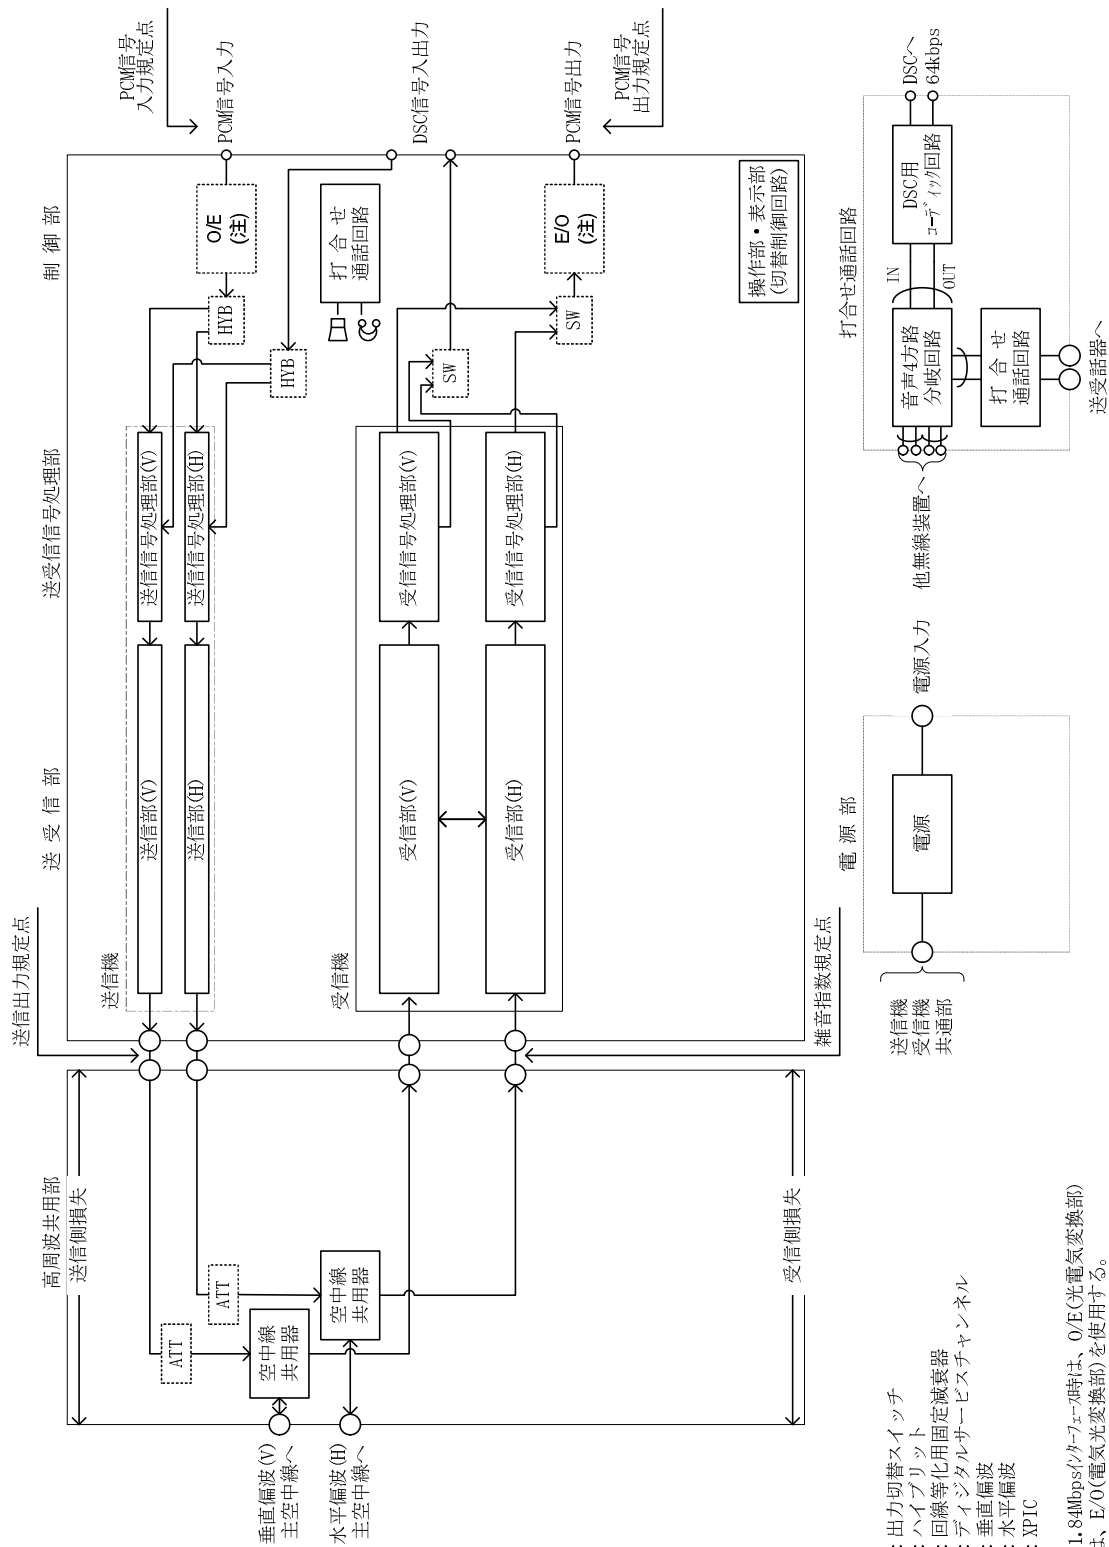 高周波共用部
送受信部
送受信信号処理部
制御部
送信側損失
送信出力規定点
送信機
送信部(V)
送信信号処理部(V)
送信部(H)
送信信号処理部(H)
ATT
ATT
空中線
共用器
空中線
共用器
垂直偏波(V)
主空中線へ
水平偏波(H)
主空中線へ
HYB
HYB
O/E
(注)
PCM信号入力
PCM信号
入力規定点
打合せ
通話回路
DSC信号入出力
受信機
受信部(V)
受信信号処理部(V)
受信部(H)
受信信号処理部(H)
SW
SW
E/O
(注)
PCM信号出力
PCM信号
出力規定点
操作部・表示部
(切替制御回路)
受信側損失
雑音指数規定点
電源部
送信機
受信機
共通部
電源
電源入力
打合せ通話回路
他無線装置へ
音声4方路
分岐回路
IN
OUT
DSC用
コーディック回路
DSCへ
64kbps
打合せ
通話回路
送受話器へ
:出力切替スイッチ
:ハイブリット
:回線等化用固定減衰器
:ディジタルサービスチャンネル
:垂直偏波
:水平偏波
:XPIC
1.84Mbpsインターフェース時は、O/E(光電気変換部)
は、E/O(電気光変換部)を使用する。